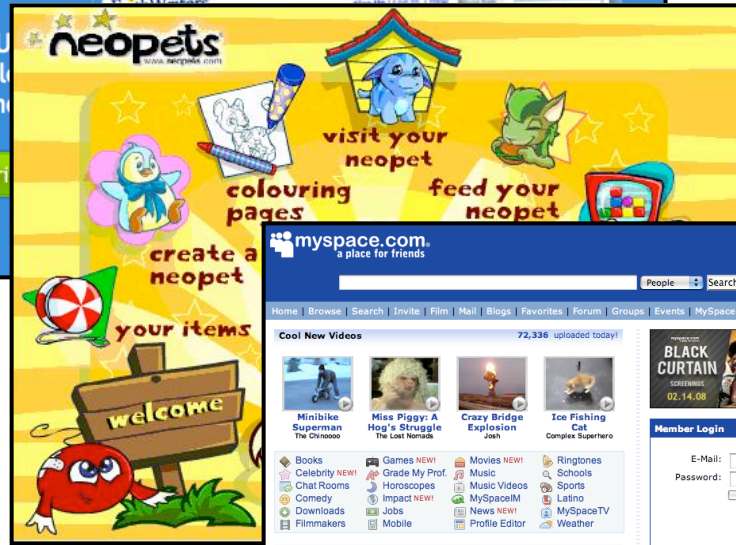 neopets
www.neopets.com
visit your
neopet
colouring
pages
feed your
neopet
create a
neopet
your items
welcome
myspace.com®
a place for friends
People Search
Home | Browse | Search | Invite | Film | Mail | Blogs | Favorites | Forum | Groups | Events | MySpace
Cool New Videos 72,336 uploaded today!
Minibike
Superman
The Chinoooo
Miss Piggy: A
Hog's Struggle
The Lost Nomads
Crazy Bridge
Explosion
Josh
Ice Fishing
Cat
Complex Superhero
Books Games NEW! Movies NEW! Ringtones
Celebrity NEW! Grade My Prof. Music Schools
Chat Rooms Horoscopes Music Videos Sports
Comedy Impact NEW! MySpaceIM Latino
Downloads Jobs News NEW! MySpaceTV
Filmmakers Mobile Profile Editor Weather
myspace.com
BLACK
CURTAIN
SCREENINGS
02.14.08
Member Login
E-Mail:
Password: